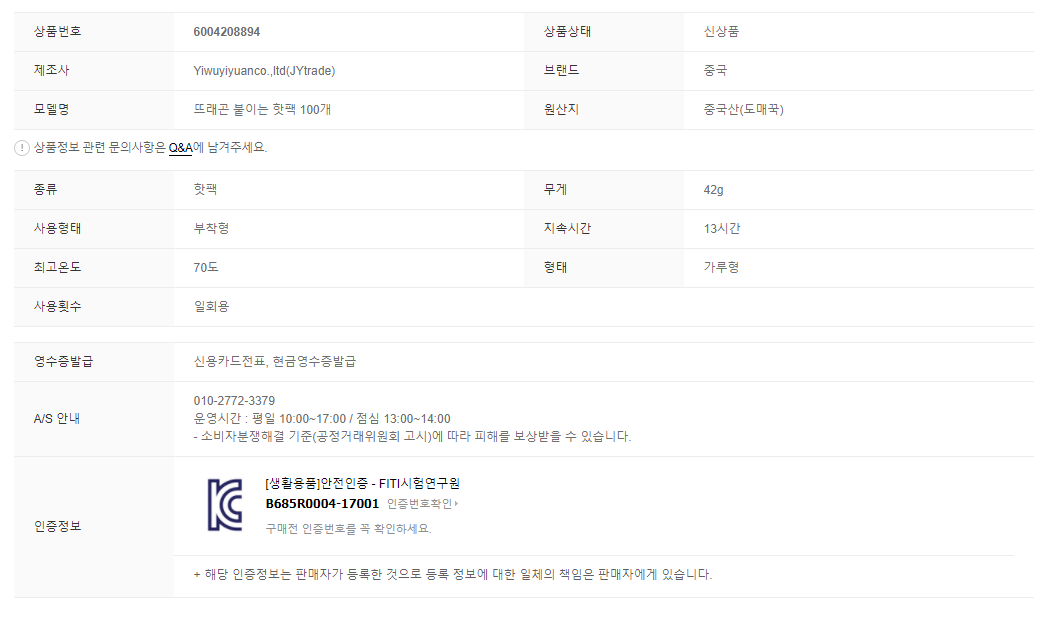 상품번호 6004208894 상품상태 신상품
제조사 Yiwuyiyuanco.,ltd(JYtrade) 브랜드 중국
모델명 뜨래곤 붙이는 핫팩 100개 원산지 중국산(도매꾹)
! 상품정보 관련 문의사항은 Q&A에 남겨주세요.
종류 핫팩 무게 42g
사용형태 부착형 지속시간 13시간
최고온도 70도 형태 가루형
사용횟수 일회용
영수증발급 신용카드전표, 현금영수증발급
A/S 안내
010-2772-3379
운영시간 : 평일 10:00~17:00 / 점심 13:00~14:00
- 소비자분쟁해결 기준(공정거래위원회 고시)에 따라 피해를 보상받을 수 있습니다.
인증정보
[생활용품]안전인증 - FITI시험연구원
B685R0004-17001 인증번호확인
구매전 인증번호를 꼭 확인하세요.
+ 해당 인증정보는 판매자가 등록한 것으로 등록 정보에 대한 일체의 책임은 판매자에게 있습니다.